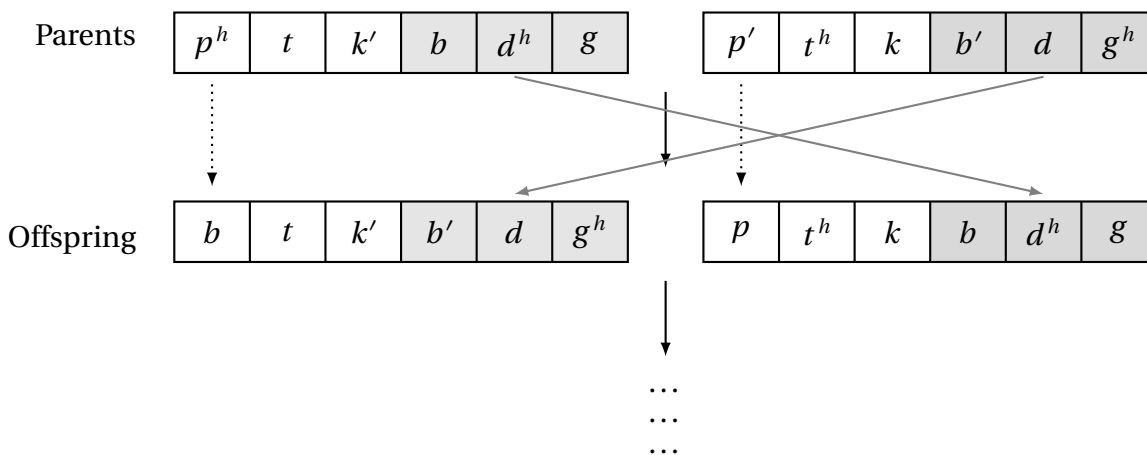 Parents pʰ t k′ b dʰ g p′ tʰ k b′ d gʰ
Offspring b t k′ b′ d gʰ p tʰ k b dʰ g
...
...
...